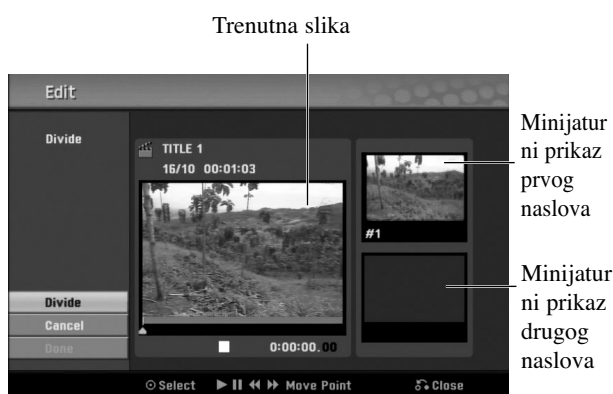 Trenutna slika
Edit
Divide
TITLE 1
16/10 00:01:03
#1
Divide
Cancel
Done
0:00:00.00
Select Move Point Close
Minijatur
ni prikaz
prvog
naslova
Minijatur
ni prikaz
drugog
naslova